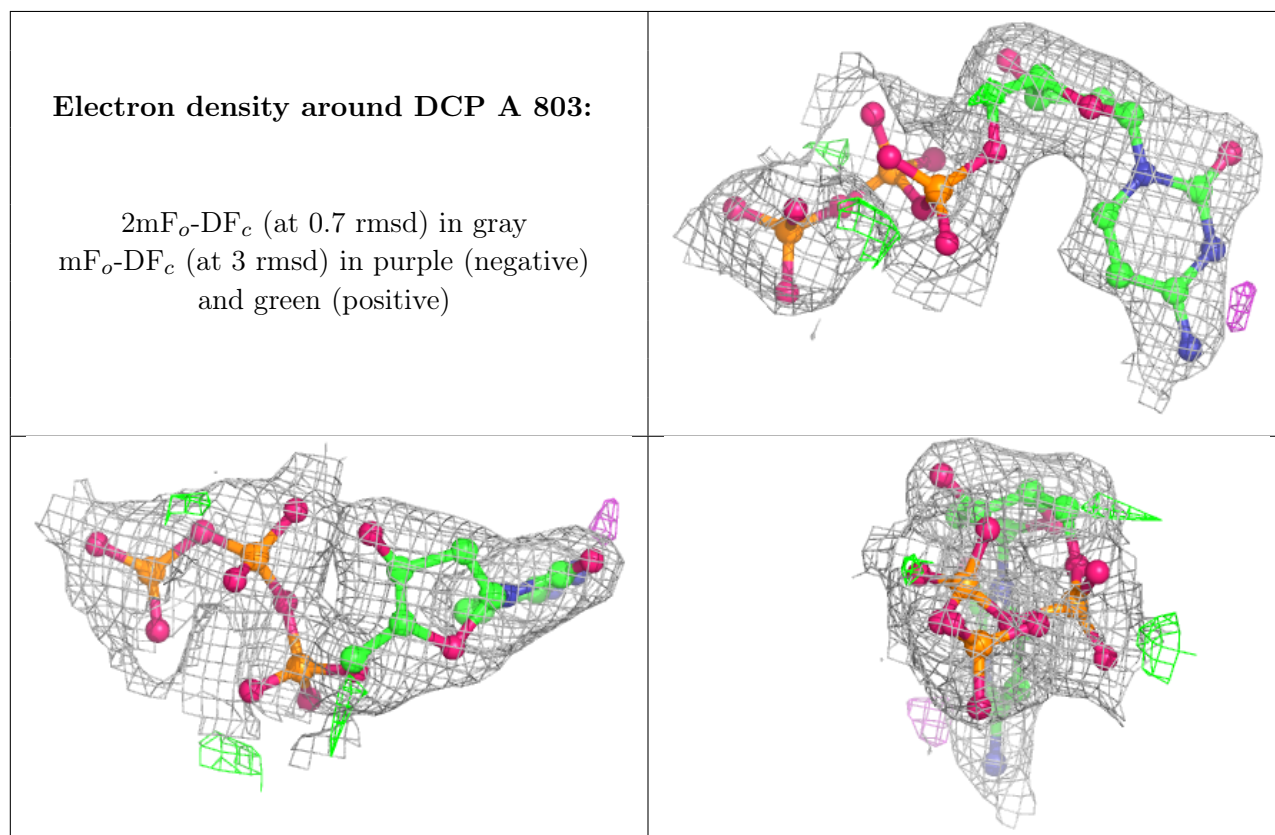 Electron density around DCP A 803:
2mFo-DFc (at 0.7 rmsd) in gray
mFo-DFc (at 3 rmsd) in purple (negative)
and green (positive)